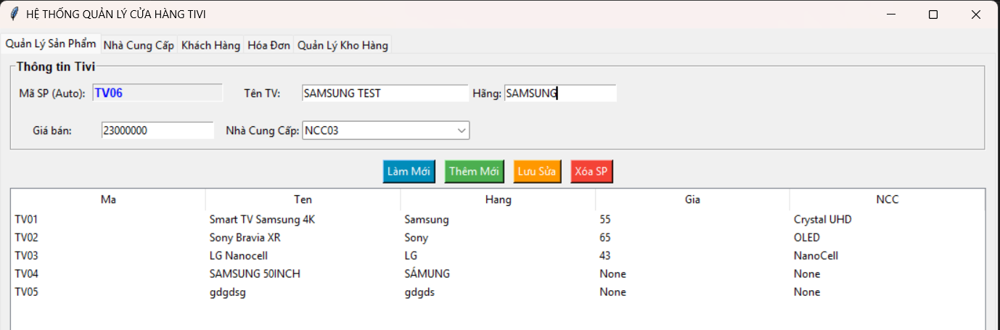 HỆ THỐNG QUẢN LÝ CỬA HÀNG TIVI
Quản Lý Sản Phẩm Nhà Cung Cấp Khách Hàng Hóa Đơn Quản Lý Kho Hàng
Thông tin Tivi
Mã SP (Auto): TV06 Tên TV: SAMSUNG TEST Hãng: SAMSUNG
Giá bán: 23000000 Nhà Cung Cấp: NCC03
Làm Mới Thêm Mới Lưu Sửa Xóa SP
Ma Ten Hang Gia NCC
TV01 Smart TV Samsung 4K Samsung 55 Crystal UHD
TV02 Sony Bravia XR Sony 65 OLED
TV03 LG Nanocell LG 43 NanoCell
TV04 SAMSUNG 50INCH SÁMUNG None None
TV05 gdgdsg gdgds None None